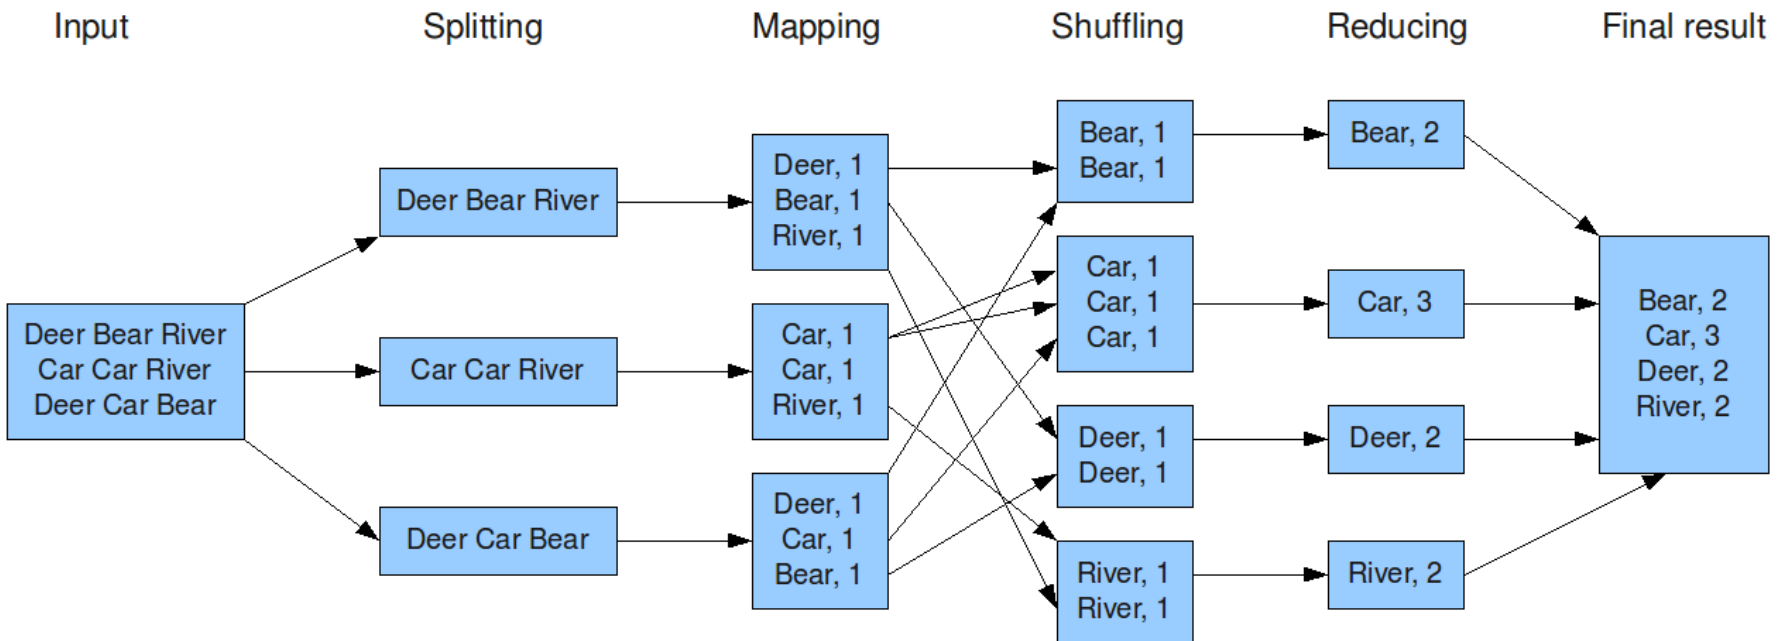 Input
Splitting
Mapping
Shuffling
Reducing
Final result
Deer Bear River
Car Car River
Deer Car Bear
Deer Bear River
Car Car River
Deer Car Bear
Deer, 1
Bear, 1
River, 1
Car, 1
Car, 1
River, 1
Deer, 1
Car, 1
Bear, 1
Bear, 1
Bear, 1
Car, 1
Car, 1
Car, 1
Deer, 1
Deer, 1
River, 1
River, 1
Bear, 2
Car, 3
Deer, 2
River, 2
Bear, 2
Car, 3
Deer, 2
River, 2